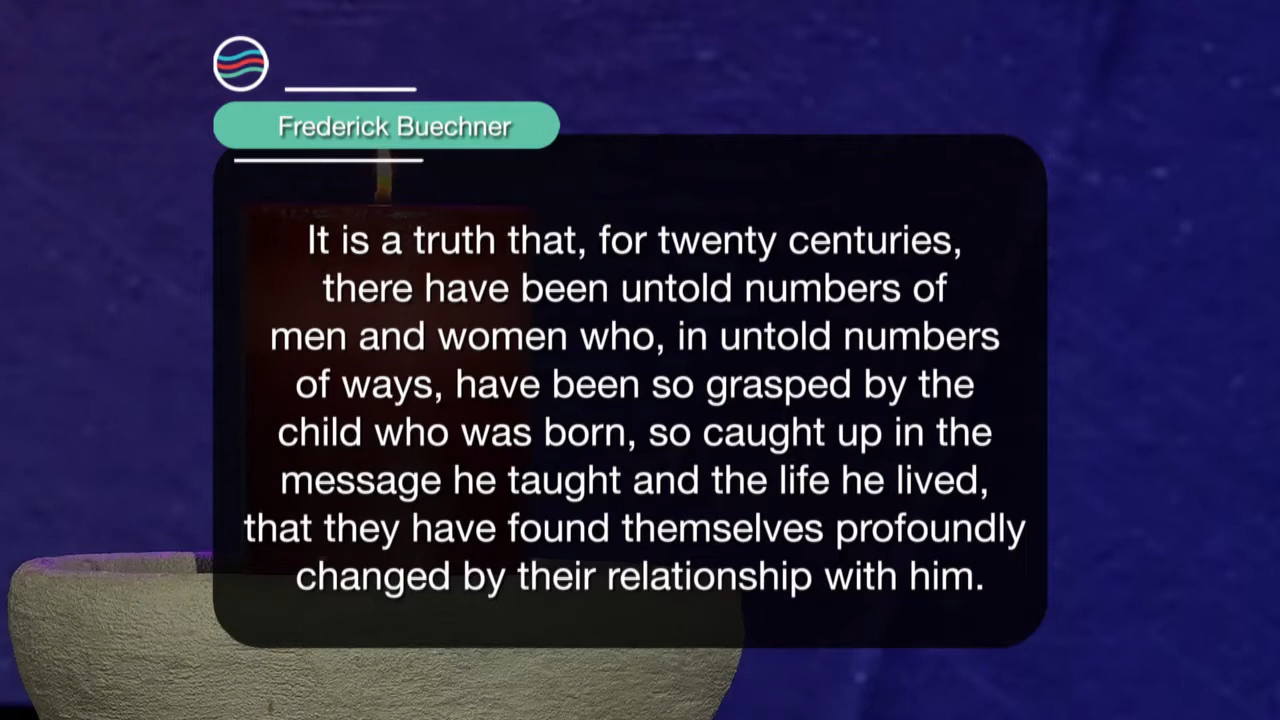 Frederick Buechner
It is a truth that, for twenty centuries,
there have been untold numbers of
men and women who, in untold numbers
of ways, have been so grasped by the
child who was born, so caught up in the
message he taught and the life he lived,
that they have found themselves profoundly
changed by their relationship with him.